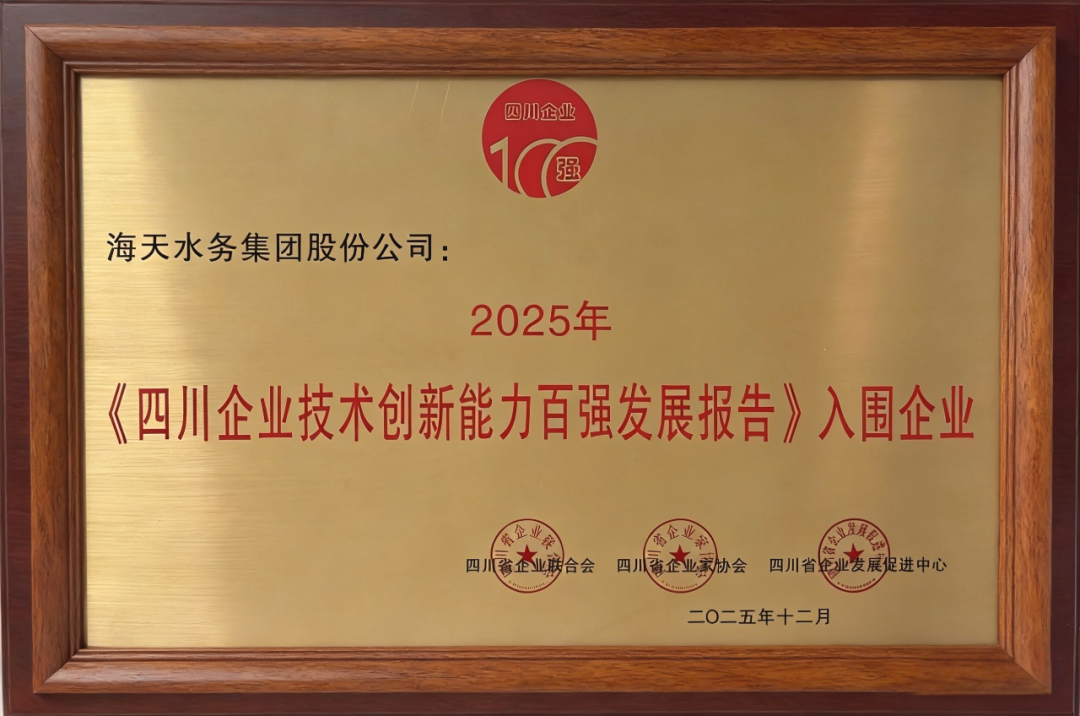 四川企业
100强
海天水务集团股份公司：
2025年
《四川企业技术创新能力百强发展报告》入围企业
四川省企业联合会 四川省企业家协会 四川省企业发展促进中心
二〇二五年十二月